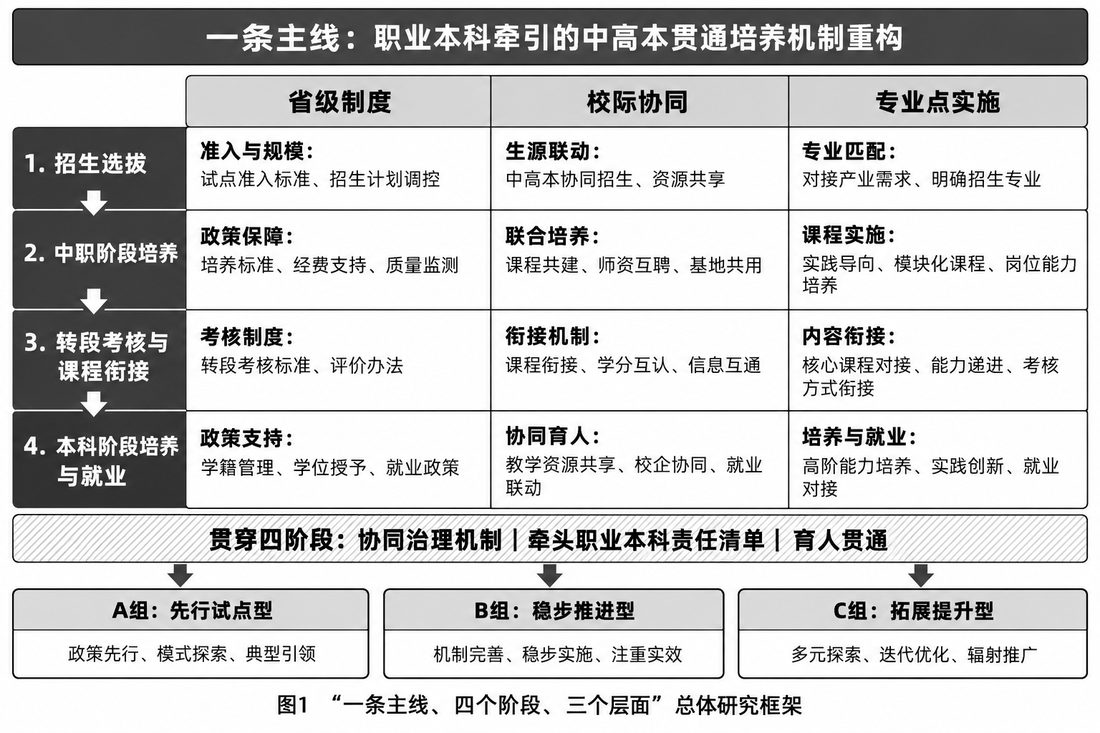 一条主线：职业本科牵引的中高本贯通培养机制重构
省级制度
校际协同
专业点实施
1. 招生选拔
准入与规模：
试点准入标准、招生计划调控
生源联动：
中高本协同招生、资源共享
专业匹配：
对接产业需求、明确招生专业
2. 中职阶段培养
政策保障：
培养标准、经费支持、质量监测
联合培养：
课程共建、师资互聘、基地共用
课程实施：
实践导向、模块化课程、岗位能力
培养
3. 转段考核与
课程衔接
考核制度：
转段考核标准、评价办法
衔接机制：
课程衔接、学分互认、信息互通
内容衔接：
核心课程对接、能力递进、考核
方式衔接
4. 本科阶段培养
与就业
政策支持：
学籍管理、学位授予、就业政策
协同育人：
教学资源共享、校企协同、就业
联动
培养与就业：
高阶能力培养、实践创新、就业
对接
贯穿四阶段：协同治理机制｜牵头职业本科责任清单｜育人贯通
A组：先行试点型
政策先行、模式探索、典型引领
B组：稳步推进型
机制完善、稳步实施、注重实效
C组：拓展提升型
多元探索、迭代优化、辐射推广
图1 “一条主线、四个阶段、三个层面”总体研究框架